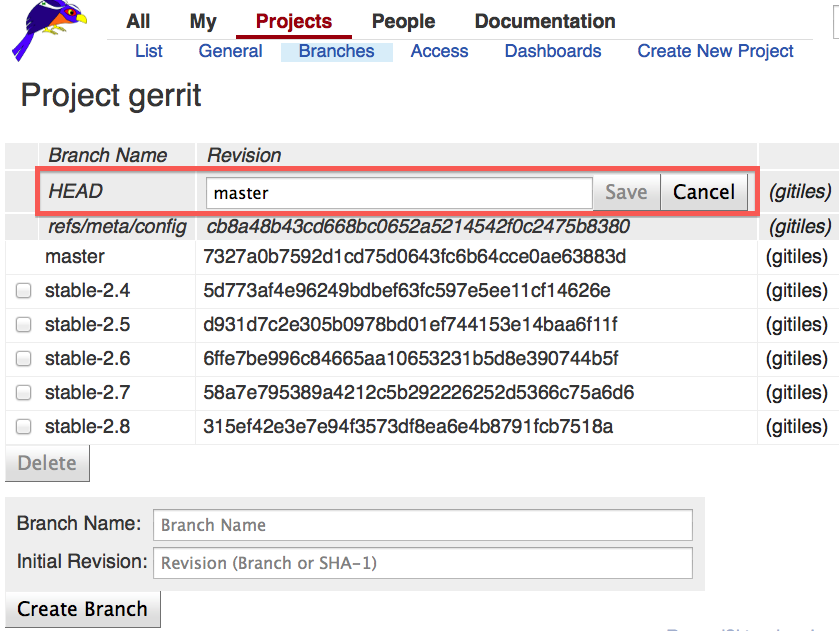 All My Projects People Documentation
List General Branches Access Dashboards Create New Project
Project gerrit
Branch Name Revision
HEAD master Save Cancel (gitiles)
refs/meta/config cb8a48b43cd668bc0652a5214542f0c2475b8380 (gitiles)
master 7327a0b7592d1cd75d0643fc6b64cce0ae63883d (gitiles)
stable-2.4 5d773af4e96249bdbef63fc597e5ee11cf14626e (gitiles)
stable-2.5 d931d7c2e305b0978bd01ef744153e14baa6f11f (gitiles)
stable-2.6 6ffe7be996c84665aa10653231b5d8e390744b5f (gitiles)
stable-2.7 58a7e795389a4212c5b292226252d5366c75a6d6 (gitiles)
stable-2.8 315ef42e3e7e94f3573df8ea6e4b8791fcb7518a (gitiles)
Delete
Branch Name: Branch Name
Initial Revision: Revision (Branch or SHA-1)
Create Branch